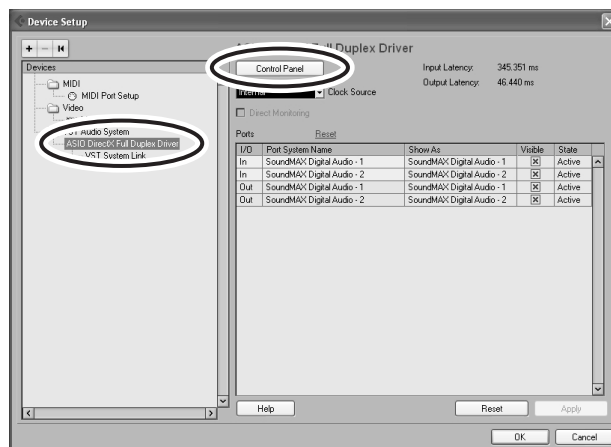 Device Setup
Devices
MIDI
MIDI Port Setup
Video
VST Audio System
ASIO DirectX Full Duplex Driver
VST System Link
Full Duplex Driver
Control Panel
Input Latency: 345.351 ms
Output Latency: 46.440 ms
Internal Clock Source
Direct Monitoring
Ports Reset
I/O Port System Name Show As Visible State
In SoundMAX Digital Audio - 1 SoundMAX Digital Audio - 1 Active
In SoundMAX Digital Audio - 2 SoundMAX Digital Audio - 2 Active
Out SoundMAX Digital Audio - 1 SoundMAX Digital Audio - 1 Active
Out SoundMAX Digital Audio - 2 SoundMAX Digital Audio - 2 Active
Help Reset Apply
OK Cancel